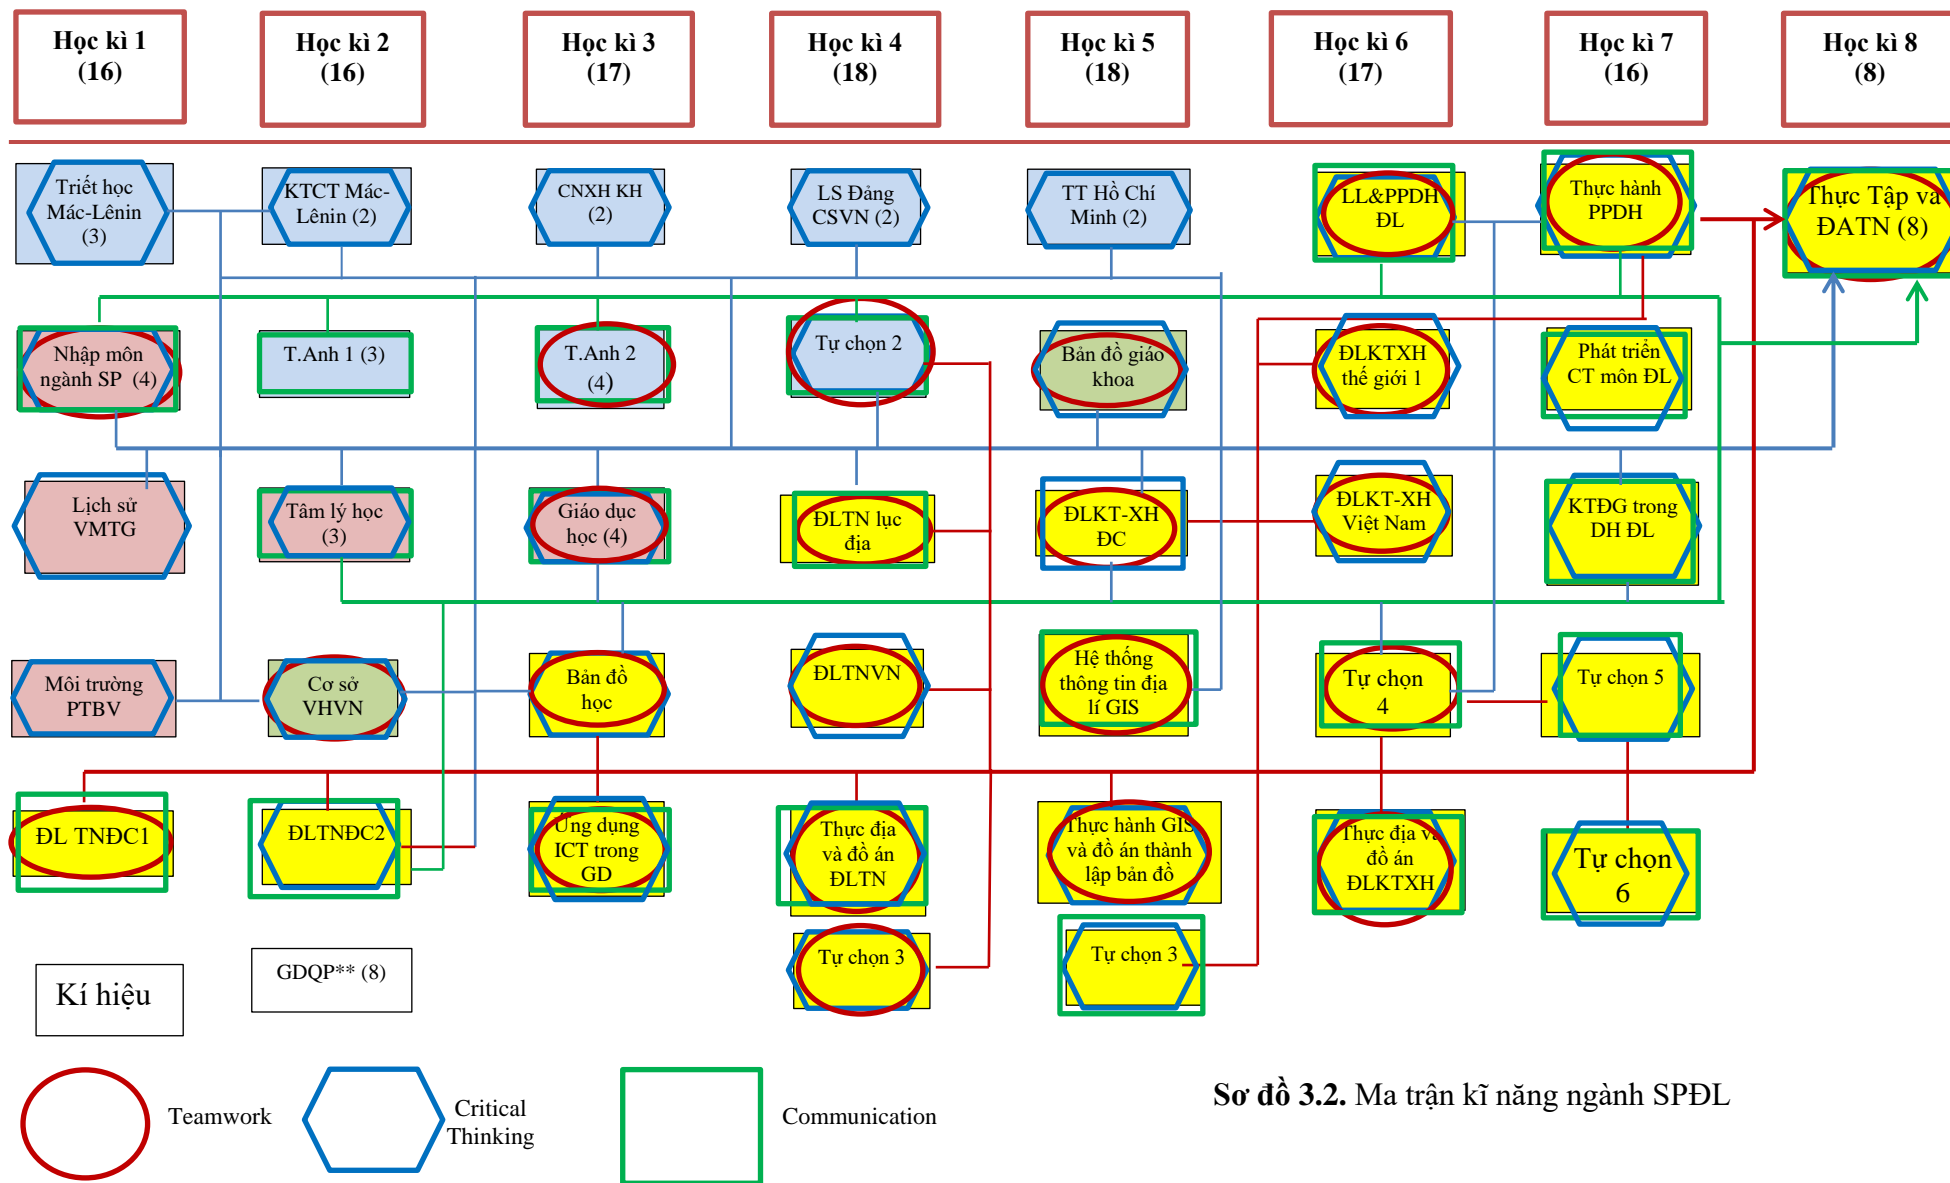 Học kì 1
(16)
Học kì 2
(16)
Học kì 3
(17)
Học kì 4
(18)
Học kì 5
(18)
Học kì 6
(17)
Học kì 7
(16)
Học kì 8
(8)
Triết học
Mác-Lênin
(3)
KTCT Mác-
Lênin (2)
CNXH KH
(2)
LS Đảng
CSVN (2)
TT Hồ Chí
Minh (2)
LL&PPDH
ĐL
Thực hành
PPDH
Thực Tập và
ĐATN (8)
Nhập môn
ngành SP (4)
T.Anh 1 (3)
T.Anh 2
(4)
Tự chọn 2
Bản đồ giáo
khoa
ĐLKTXH
thế giới 1
Phát triển
CT môn ĐL
Lịch sử
VMTG
Tâm lý học
(3)
Giáo dục
học (4)
ĐLTN lục
địa
ĐLKT-XH
ĐC
ĐLKT-XH
Việt Nam
KTĐG trong
DH ĐL
Môi trường
PTBV
Cơ sở
VHVN
Bản đồ
học
ĐLTNVN
Hệ thống
thông tin địa
lí GIS
Tự chọn
4
Tự chọn 5
ĐL TNĐC1
ĐLTNĐC2
Ứng dụng
ICT trong
GD
Thực địa
và đồ án
ĐLTN
Thực hành GIS
và đồ án thành
lập bản đồ
Thực địa và
đồ án
ĐLKTXH
Tự chọn
6
Tự chọn 3
Tự chọn 3
Kí hiệu
GDQP** (8)
Teamwork
Critical
Thinking
Communication
Sơ đồ 3.2. Ma trận kĩ năng ngành SPĐL